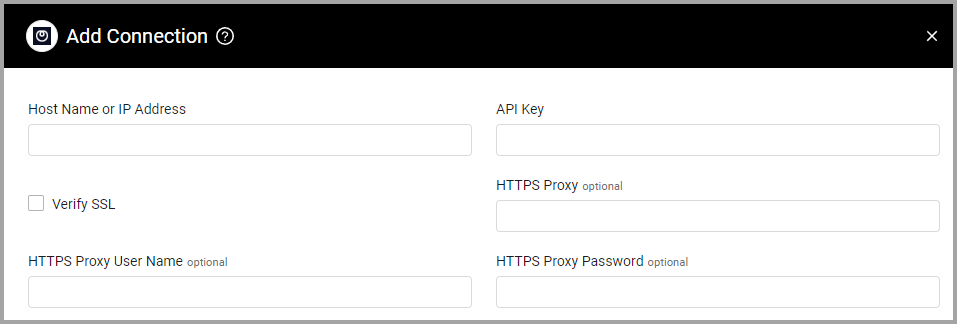 Add Connection ?
Host Name or IP Address
API Key
Verify SSL
HTTPS Proxy optional
HTTPS Proxy User Name optional
HTTPS Proxy Password optional